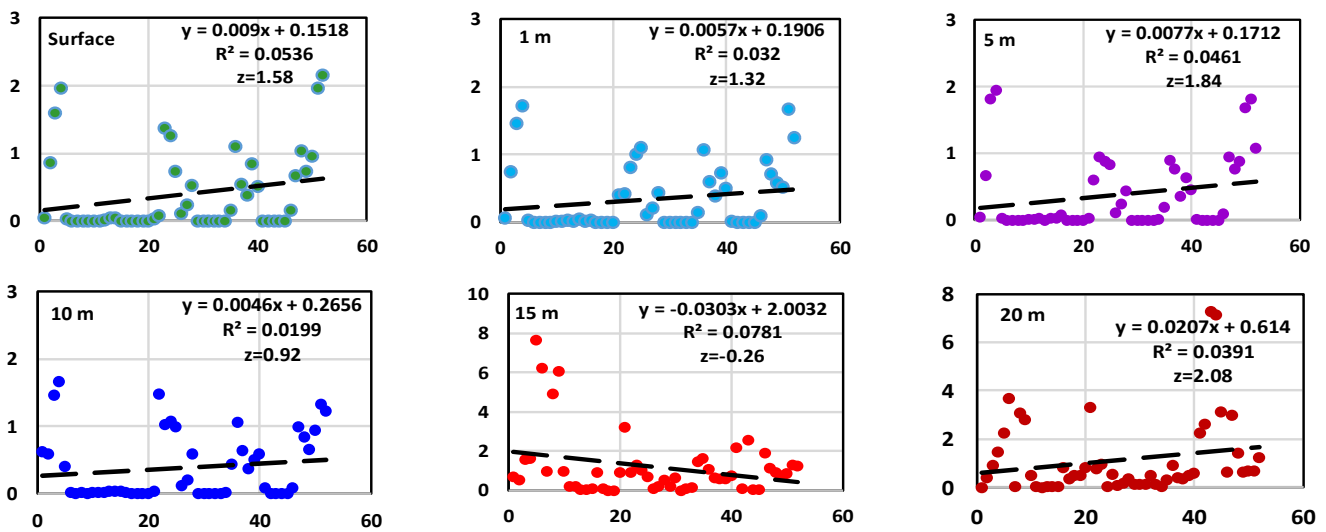 Surface
y = 0.009x + 0.1518
R² = 0.0536
z=1.58
3
2
1
0
0 20 40 60
1 m
y = 0.0057x + 0.1906
R² = 0.032
z=1.32
3
2
1
0
0 20 40 60
5 m
y = 0.0077x + 0.1712
R² = 0.0461
z=1.84
3
2
1
0
0 20 40 60
10 m
y = 0.0046x + 0.2656
R² = 0.0199
z=0.92
3
2
1
0
0 20 40 60
15 m
y = -0.0303x + 2.0032
R² = 0.0781
z=-0.26
10
8
6
4
2
0
0 20 40 60
20 m
y = 0.0207x + 0.614
R² = 0.0391
z=2.08
8
6
4
2
0
0 20 40 60